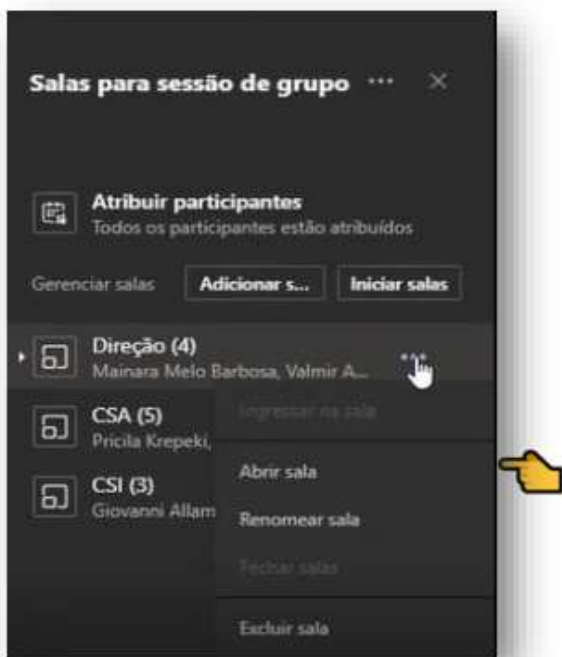 Salas para sessão de grupo ...
Atribuir participantes
Todos os participantes estão atribuídos
Gerenciar salas Adicionar s... Iniciar salas
Direção (4)
Mainara Melo Barbosa, Valmir A...
Ingressar na sala
CSA (5)
Pricila Krepeki,
Abrir sala
CSI (3)
Giovanni Allam
Renomear sala
Fechar salas
Excluir sala